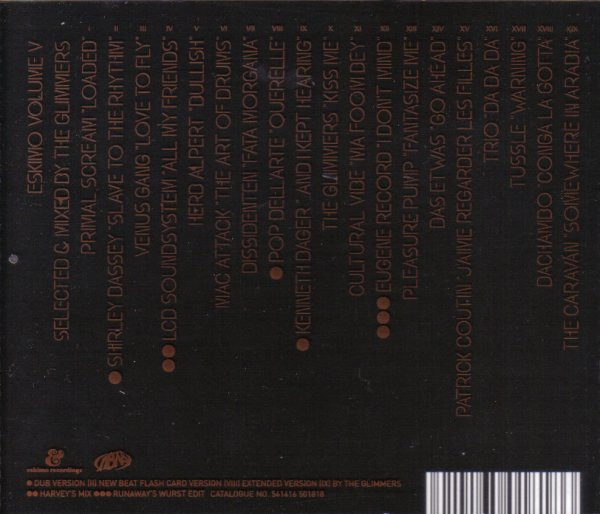 ESKIMO VOLUME V
SELECTED & MIXED BY THE GLIMMERS
PRIMAL SCREAM "LOADED" I
● SHIRLEY BASSEY "SLAVE TO THE RHYTHM" II
VENUS GANG "LOVE TO FLY" III
●● LCD SOUNDSYSTEM "ALL MY FRIENDS" IV
HERB ALPERT "BULLISH" V
MAC ATTACK "THE ART OF DRUMS" VI
DISSIDENTEN "FATA MORGANA" VII
● POP DELL'ARTE "QUERELLE" VIII
● KENNETH BAGER "AND I KEPT HEARING" IX
THE GLIMMERS "KISS ME" X
CULTURAL VIBE "MA FOOM BEY" XI
●●● EUGENE RECORD "I DON'T MIND" XII
PLEASURE PUMP "FANTASIZE ME" XIII
DAS ETWAS "GO AHEAD" XIV
PATRICK COUTIN "J'AIME REGARDER LES FILLES" XV
TRIO "DA DA DA" XVI
TUSSLE "WARNING" XVII
DACHAMBO "CONGA LA GOTTA" XVIII
THE CARAVAN "SOMEWHERE IN ARABIA" XIX
eskimo recordings
● DUB VERSION (II) NEW BEAT FLASH CARD VERSION (VIII) EXTENDED VERSION (IX) BY THE GLIMMERS
●● HARVEY'S MIX ●●● RUNAWAY'S WURST EDIT CATALOGUE NO. 541416 501818